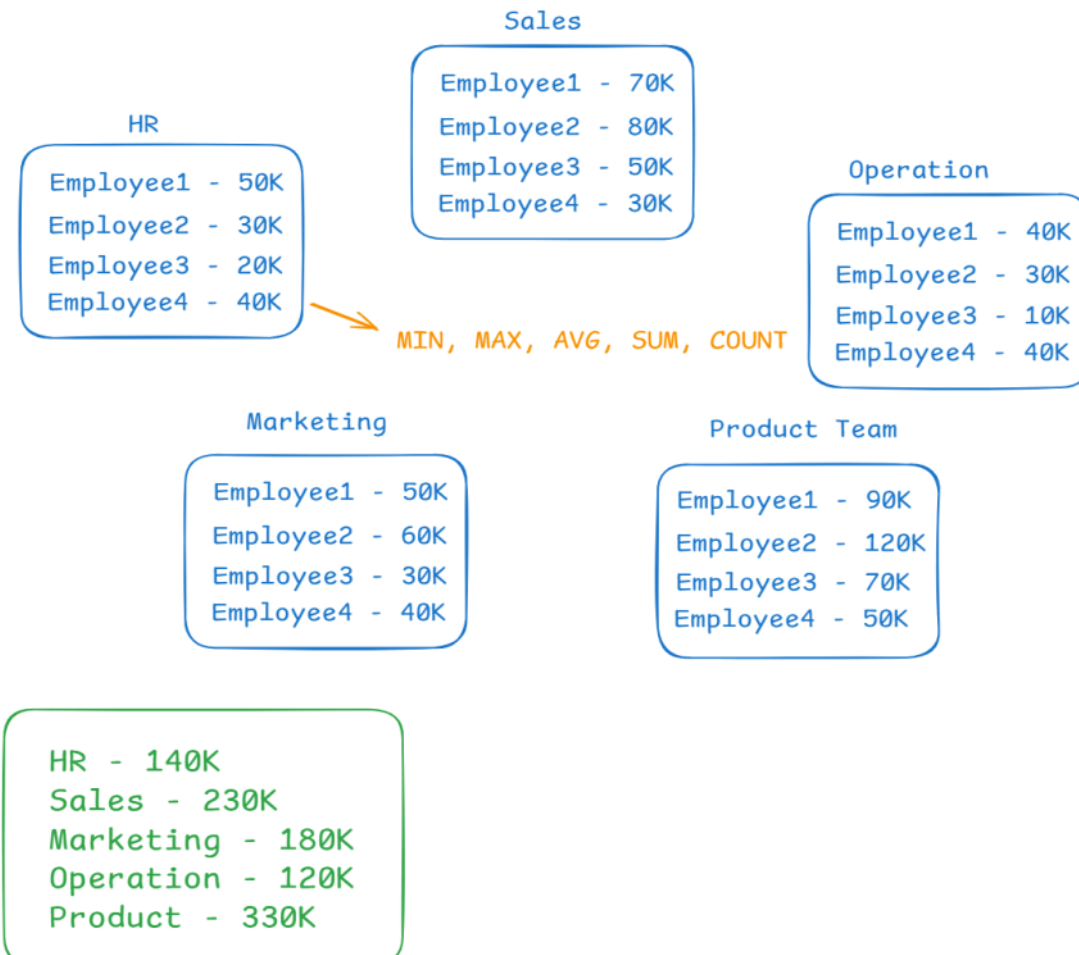 Sales
Employee1 - 70K
Employee2 - 80K
Employee3 - 50K
Employee4 - 30K
HR
Employee1 - 50K
Employee2 - 30K
Employee3 - 20K
Employee4 - 40K
Operation
Employee1 - 40K
Employee2 - 30K
Employee3 - 10K
Employee4 - 40K
MIN, MAX, AVG, SUM, COUNT
Marketing
Employee1 - 50K
Employee2 - 60K
Employee3 - 30K
Employee4 - 40K
Product Team
Employee1 - 90K
Employee2 - 120K
Employee3 - 70K
Employee4 - 50K
HR - 140K
Sales - 230K
Marketing - 180K
Operation - 120K
Product - 330K